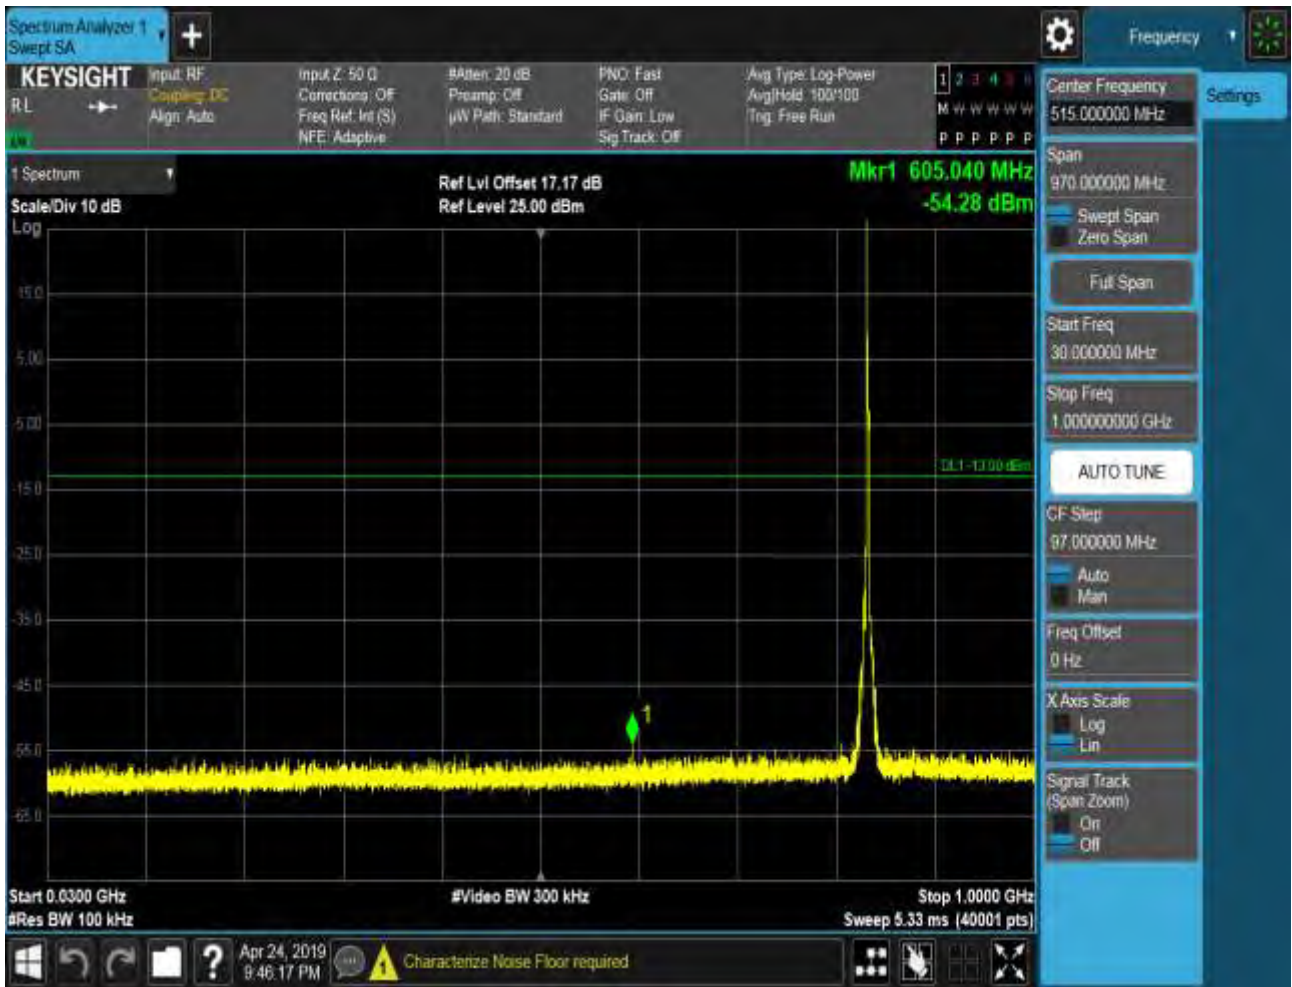 Spectrum Analyzer 1
Swept SA
+
Frequency
KEYSIGHT
RL
Input: RF
Coupling: DC
Align: Auto
Input Z: 50 Ω
Corrections: Off
Freq Ref: Int (S)
NFE: Adaptive
#Atten: 20 dB
Preamp: Off
µW Path: Standard
PNO: Fast
Gate: Off
IF Gain: Low
Sig Track: Off
Avg Type: Log-Power
Avg|Hold: 100/100
Trig: Free Run
1 2 3 4 5 6
M W W W W W
P P P P P P
1 Spectrum
Scale/Div 10 dB
Log
Ref Lvl Offset 17.17 dB
Ref Level 25.00 dBm
Mkr1 605.040 MHz
-54.28 dBm
15.0
5.00
-5.00
-15.0
-25.0
-35.0
-45.0
-55.0
-65.0
DL1 -13.00 dBm
1
Start 0.0300 GHz
#Res BW 100 kHz
#Video BW 300 kHz
Stop 1.0000 GHz
Sweep 5.33 ms (40001 pts)
Center Frequency
515.000000 MHz
Settings
Span
970.000000 MHz
Swept Span
Zero Span
Full Span
Start Freq
30.000000 MHz
Stop Freq
1.000000000 GHz
AUTO TUNE
CF Step
97.000000 MHz
Auto
Man
Freq Offset
0 Hz
X Axis Scale
Log
Lin
Signal Track
(Span Zoom)
On
Off
?
Apr 24, 2019
9:46:17 PM
1
Characterize Noise Floor required